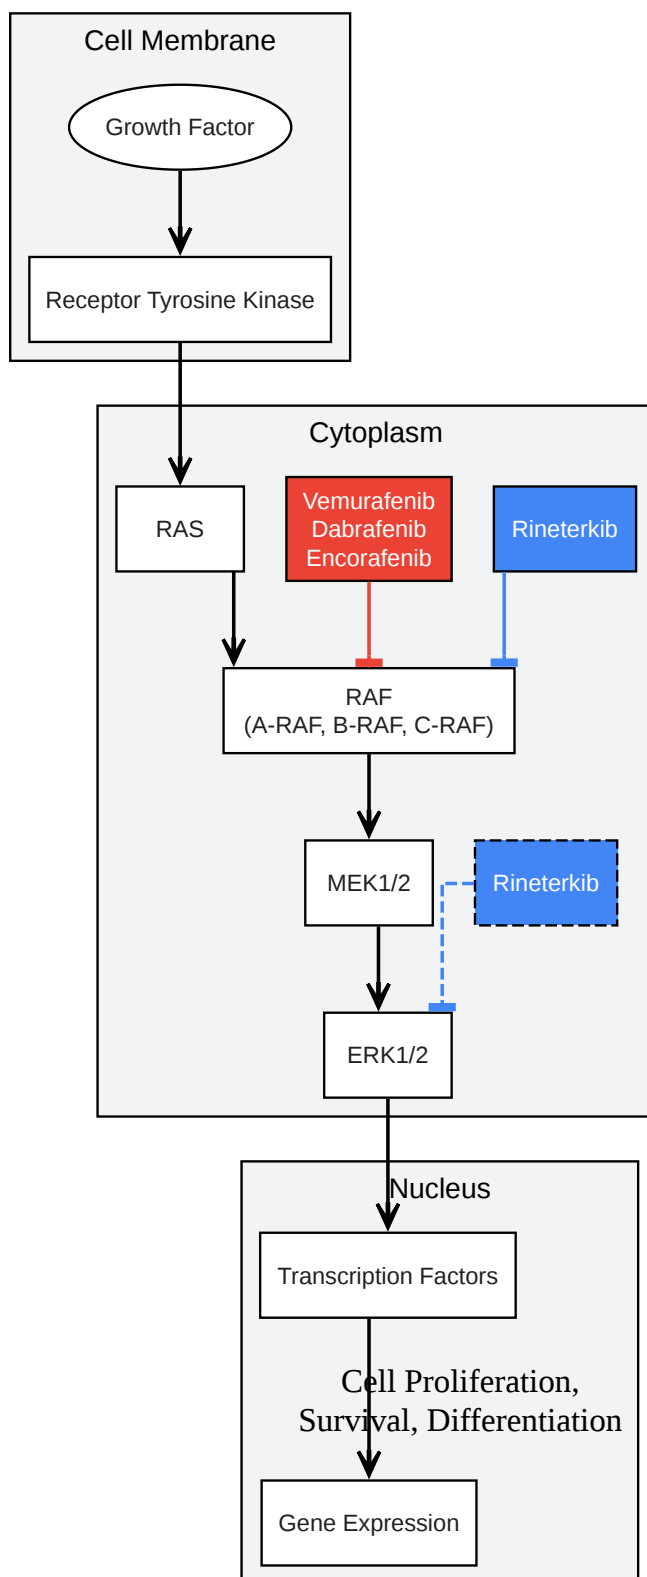 Cell Membrane
Growth Factor
Receptor Tyrosine Kinase
Cytoplasm
RAS
Vemurafenib
Dabrafenib
Encorafenib
Rineterkib
RAF
(A-RAF, B-RAF, C-RAF)
MEK1/2
Rineterkib
ERK1/2
Nucleus
Transcription Factors
Cell Proliferation,
Survival, Differentiation
Gene Expression